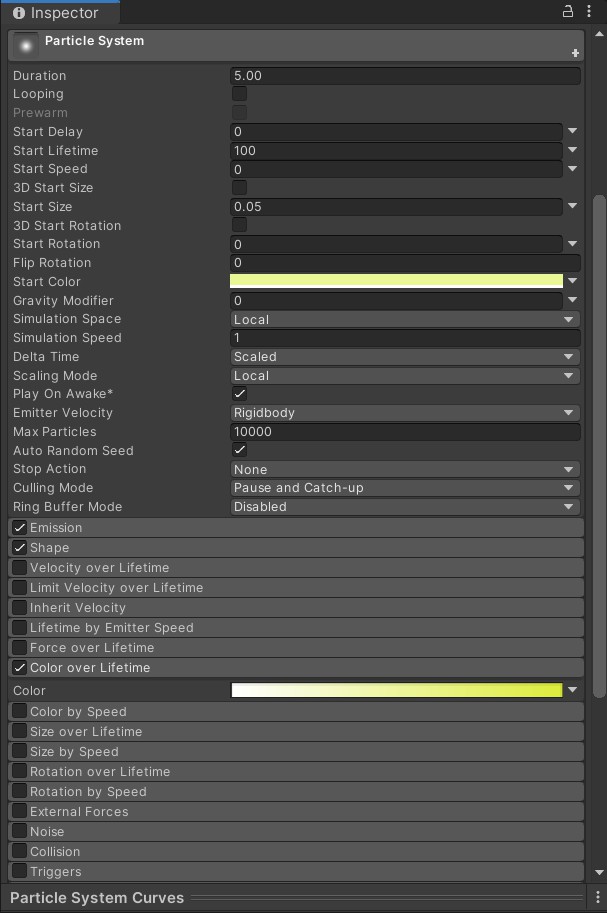 Inspector
Particle System
Duration 5.00
Looping
Prewarm
Start Delay 0
Start Lifetime 100
Start Speed 0
3D Start Size
Start Size 0.05
3D Start Rotation
Start Rotation 0
Flip Rotation 0
Start Color
Gravity Modifier 0
Simulation Space Local
Simulation Speed 1
Delta Time Scaled
Scaling Mode Local
Play On Awake*
Emitter Velocity Rigidbody
Max Particles 10000
Auto Random Seed
Stop Action None
Culling Mode Pause and Catch-up
Ring Buffer Mode Disabled
Emission
Shape
Velocity over Lifetime
Limit Velocity over Lifetime
Inherit Velocity
Lifetime by Emitter Speed
Force over Lifetime
Color over Lifetime
Color
Color by Speed
Size over Lifetime
Size by Speed
Rotation over Lifetime
Rotation by Speed
External Forces
Noise
Collision
Triggers
Particle System Curves